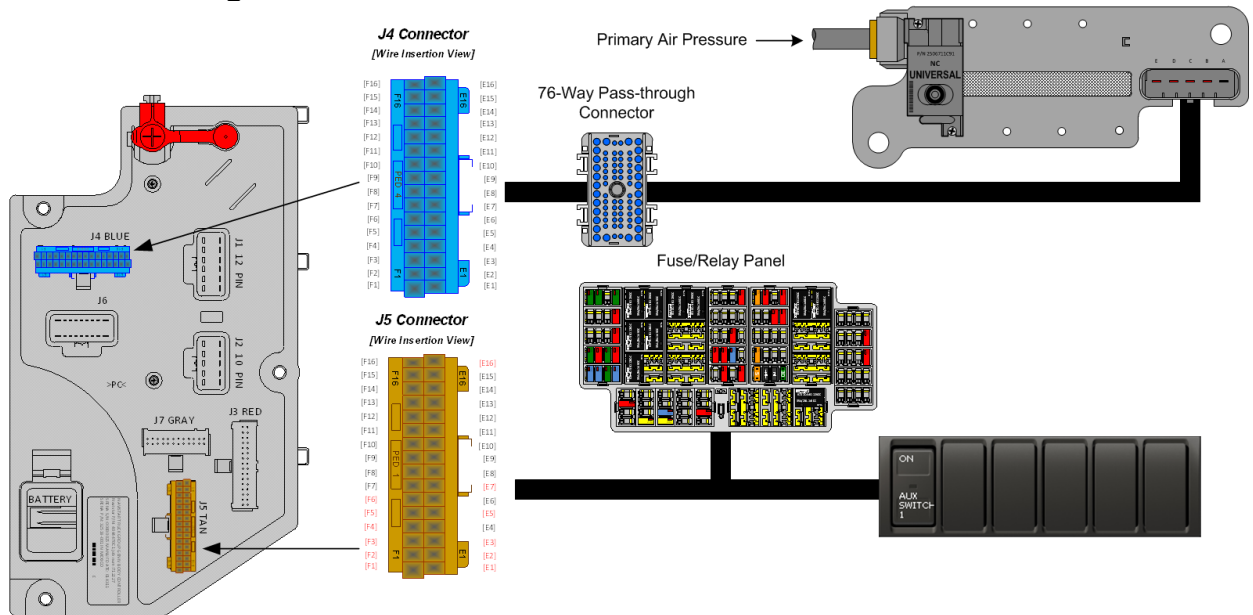 J4 Connector
[Wire Insertion View]
[F16]
[F15]
[F14]
[F13]
[F12]
[F11]
[F10]
[F9]
[F8]
[F7]
[F6]
[F5]
[F4]
[F3]
[F2]
[F1]
F16
PED 4
F1
E16
E1
[E16]
[E15]
[E14]
[E13]
[E12]
[E11]
[E10]
[E9]
[E8]
[E7]
[E6]
[E5]
[E4]
[E3]
[E2]
[E1]
Primary Air Pressure
NC
UNIVERSAL
E D C B A
76-Way Pass-through
Connector
J4 BLUE
J1 12 PIN
J6
J2 10 PIN
>PC<
J3 RED
J7 GRAY
J5 TAN
BATTERY
J5 Connector
[Wire Insertion View]
[F16]
[F15]
[F14]
[F13]
[F12]
[F11]
[F10]
[F9]
[F8]
[F7]
[F6]
[F5]
[F4]
[F3]
[F2]
[F1]
F16
PED 1
F1
E16
E1
[E16]
[E15]
[E14]
[E13]
[E12]
[E11]
[E10]
[E9]
[E8]
[E7]
[E6]
[E5]
[E4]
[E3]
[E2]
[E1]
Fuse/Relay Panel
ON
AUX
SWITCH
1